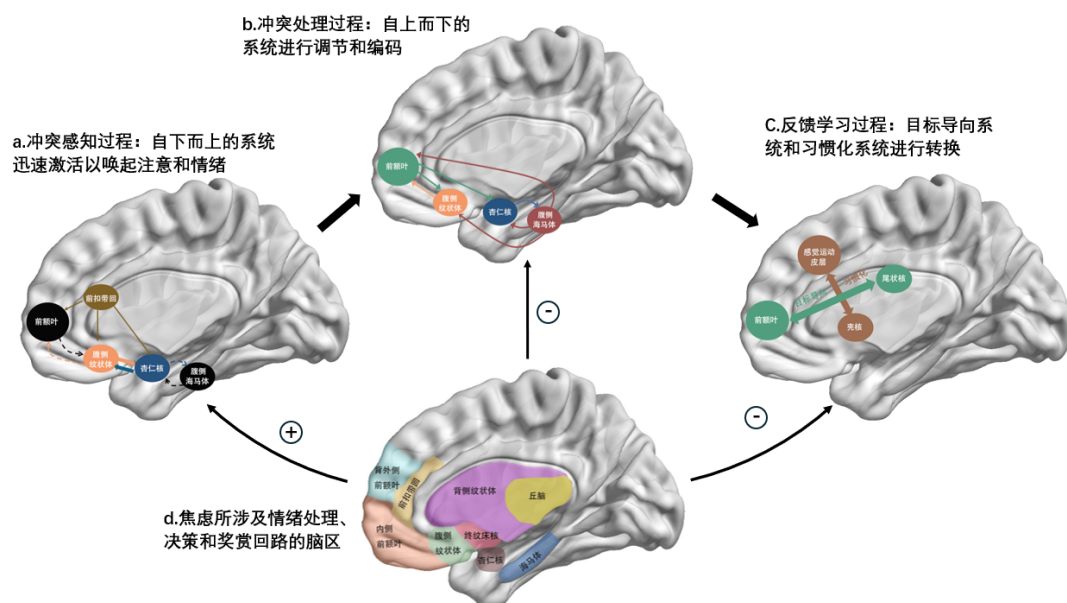 b.冲突处理过程：自上而下的
系统进行调节和编码
a.冲突感知过程：自下而上的系统
迅速激活以唤起注意和情绪
C.反馈学习过程：目标导向系
统和习惯化系统进行转换
前额叶
腹侧
纹状体
杏仁核
腹侧
海马体
前扣带回
前额叶
腹侧
纹状体
杏仁核
腹侧
海马体
感觉运动
皮层
尾状核
目标导向
习惯化
前额叶
壳核
-
+
-
d.焦虑所涉及情绪处理、
决策和奖赏回路的脑区
背外侧
前额叶
前扣带回
背侧纹状体
丘脑
内侧
前额叶
腹侧
纹状体
终纹床核
杏仁核
海马体